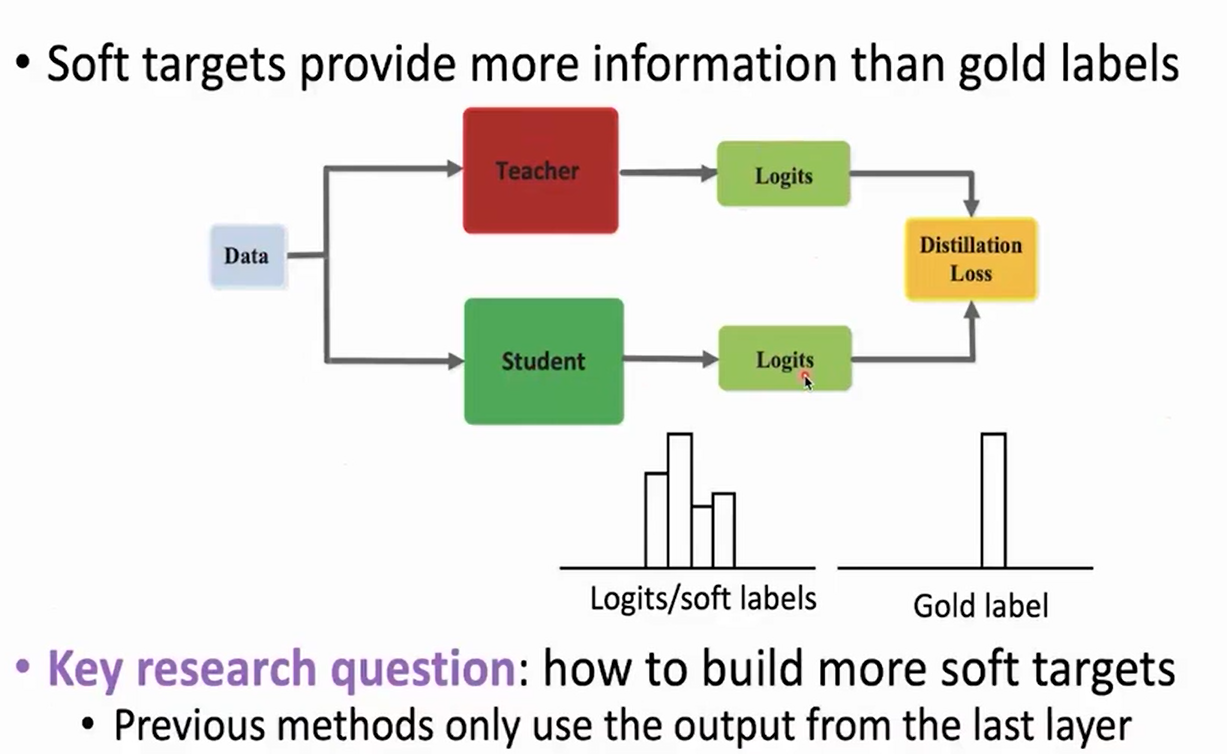 • Soft targets provide more information than gold labels
Teacher
Logits
Data
Distillation
Loss
Student
Logits
Logits/soft labels
Gold label
• Key research question: how to build more soft targets
• Previous methods only use the output from the last layer